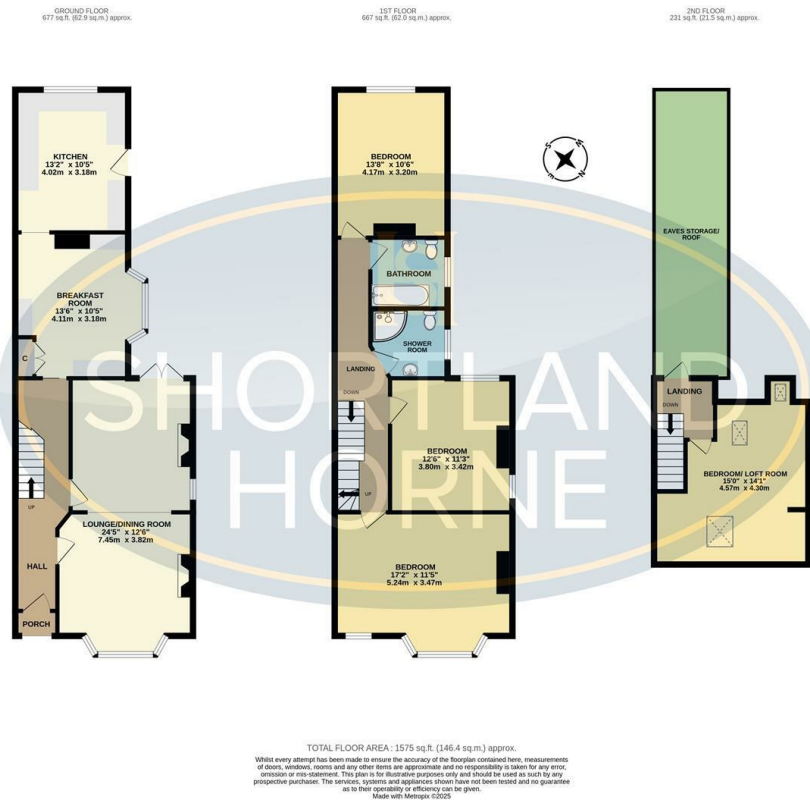 GROUND FLOOR
677 sq.ft. (62.9 sq.m.) approx.
1ST FLOOR
667 sq.ft. (62.0 sq.m.) approx.
2ND FLOOR
231 sq.ft. (21.5 sq.m.) approx.
KITCHEN
13'2" x 10'5"
4.02m x 3.18m
BREAKFAST
ROOM
13'6" x 10'5"
4.11m x 3.18m
C
UP
LOUNGE/DINING ROOM
24'5" x 12'6"
7.45m x 3.82m
HALL
PORCH
BEDROOM
13'8" x 10'6"
4.17m x 3.20m
BATHROOM
SHOWER
ROOM
LANDING
DOWN
BEDROOM
12'6" x 11'3"
3.80m x 3.42m
UP
BEDROOM
17'2" x 11'5"
5.24m x 3.47m
S
W
N
E
EAVES STORAGE/
ROOF
LANDING
DOWN
BEDROOM/ LOFT ROOM
15'0" x 14'1"
4.57m x 4.30m
SHORTLAND
HORNE
TOTAL FLOOR AREA : 1575 sq.ft. (146.4 sq.m.) approx.
Whilst every attempt has been made to ensure the accuracy of the floorplan contained here, measurements
of doors, windows, rooms and any other items are approximate and no responsibility is taken for any error,
omission or mis-statement. This plan is for illustrative purposes only and should be used as such by any
prospective purchaser. The services, systems and appliances shown have not been tested and no guarantee
as to their operability or efficiency can be given.
Made with Metropix ©2025